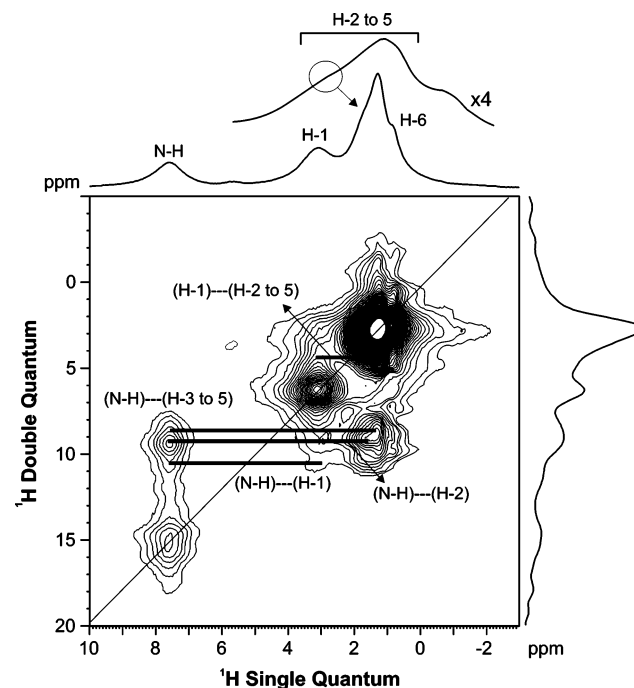 H-2 to 5
x4
H-6
H-1
N-H
ppm
0
(H-1)---(H-2 to 5)
5
(N-H)---(H-3 to 5)
10
(N-H)---(H-1)
(N-H)---(H-2)
15
20
¹H Double Quantum
10 8 6 4 2 0 -2 ppm
¹H Single Quantum